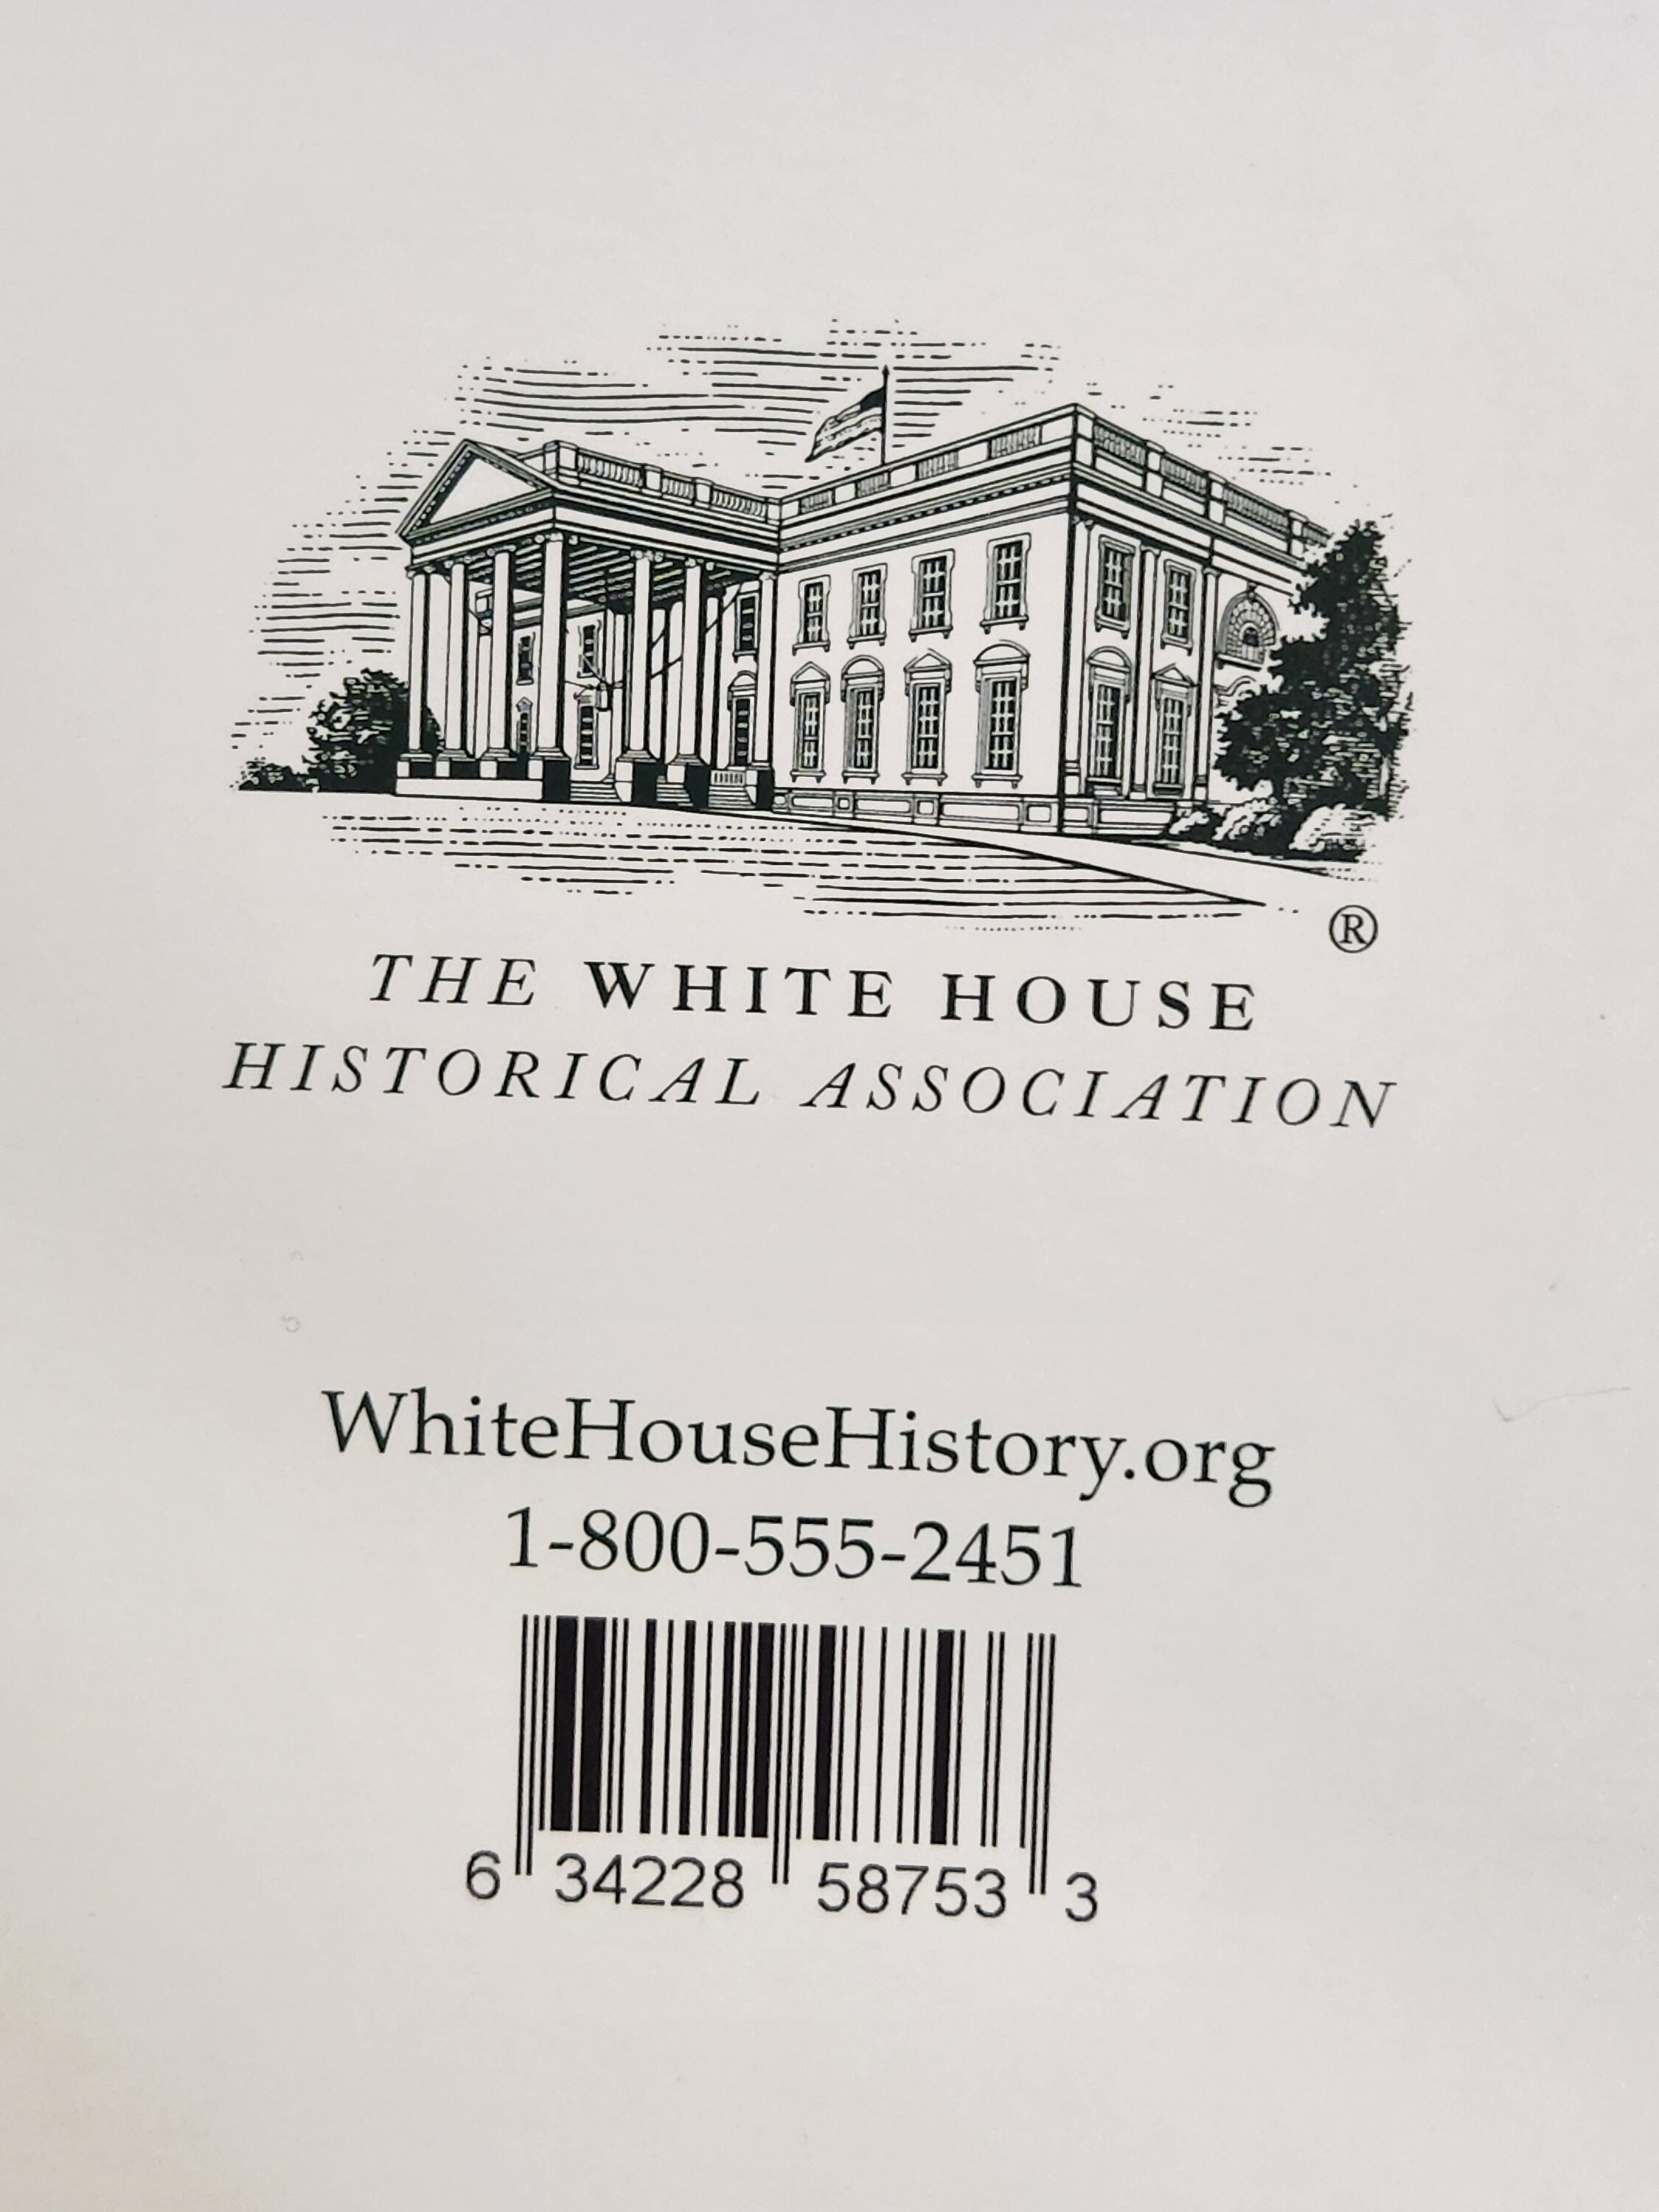 ®
THE WHITE HOUSE
HISTORICAL ASSOCIATION
WhiteHouseHistory.org
1-800-555-2451
6 34228 58753 3